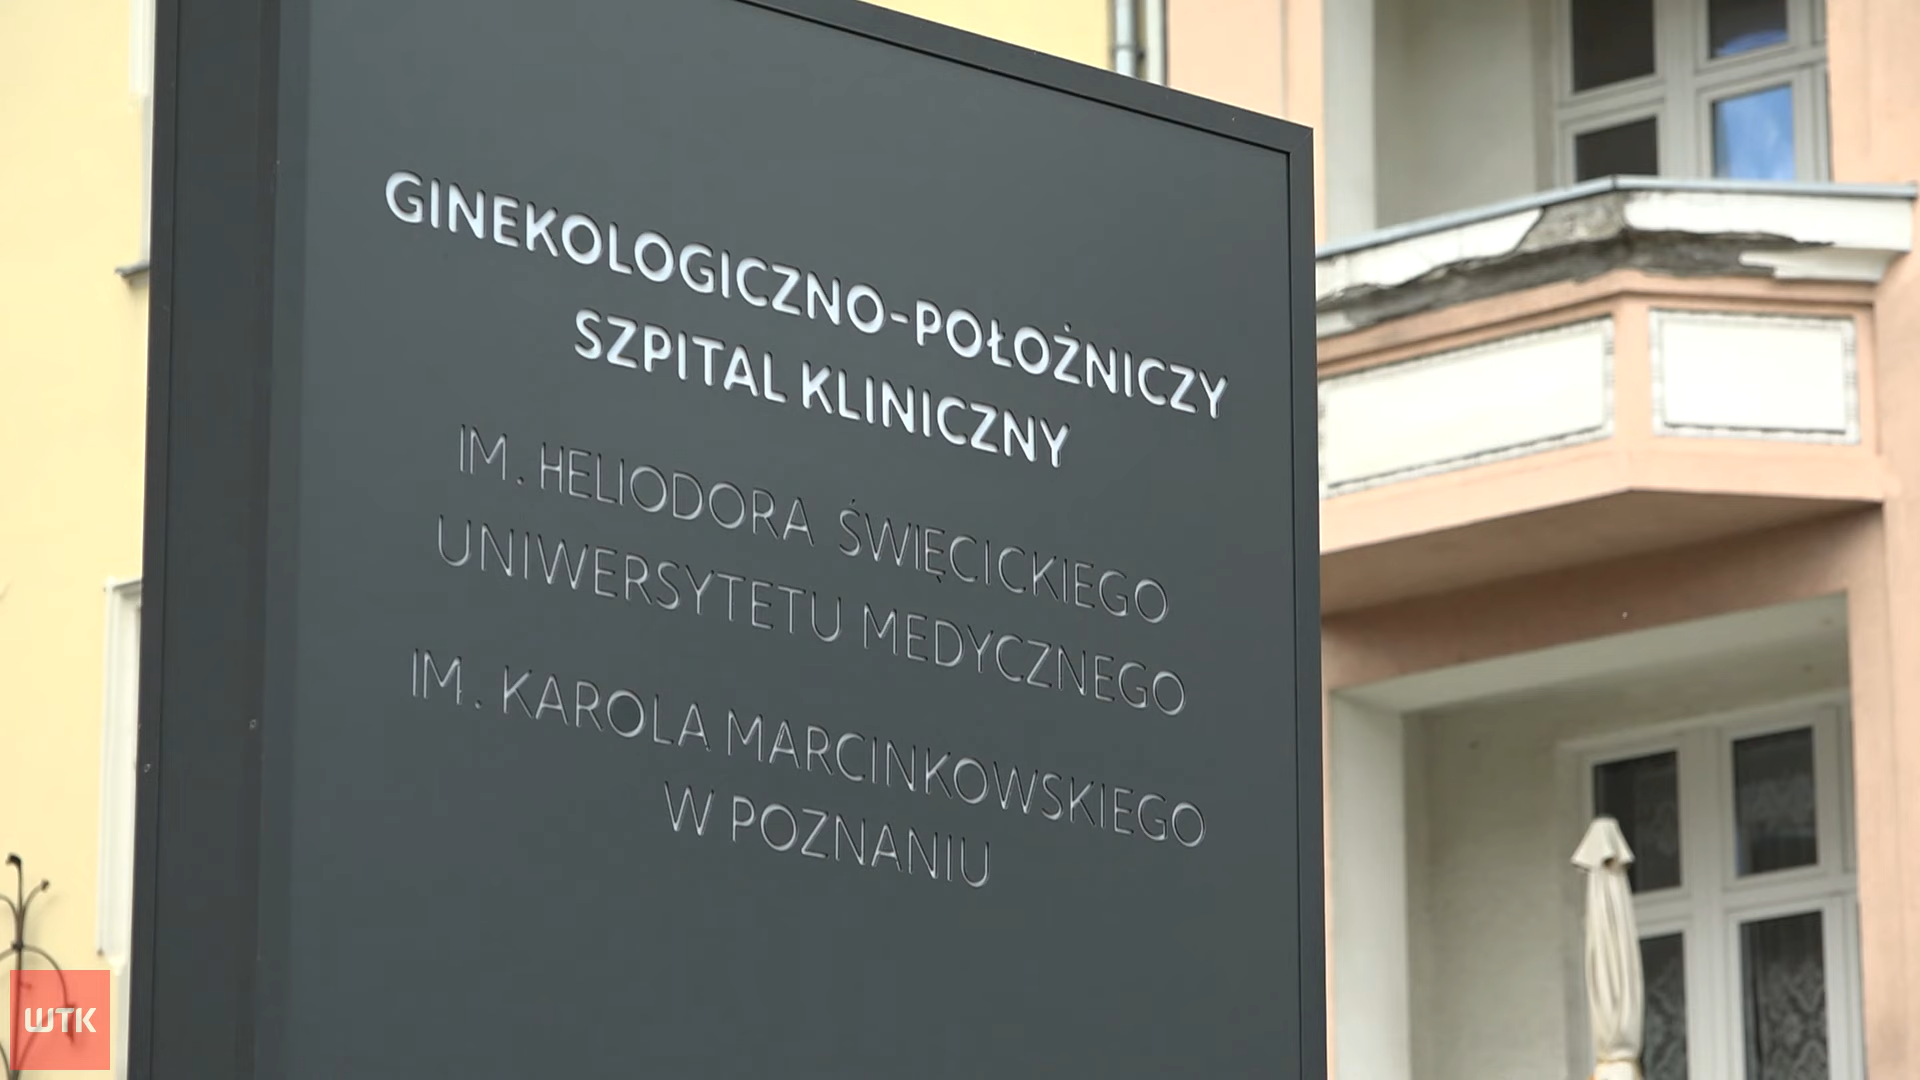 GINEKOLOGICZNO-POŁOŻNICZY
SZPITAL KLINICZNY
IM. HELIODORA ŚWIĘCICKIEGO
UNIWERSYTETU MEDYCZNEGO
IM. KAROLA MARCINKOWSKIEGO
W POZNANIU
WTK